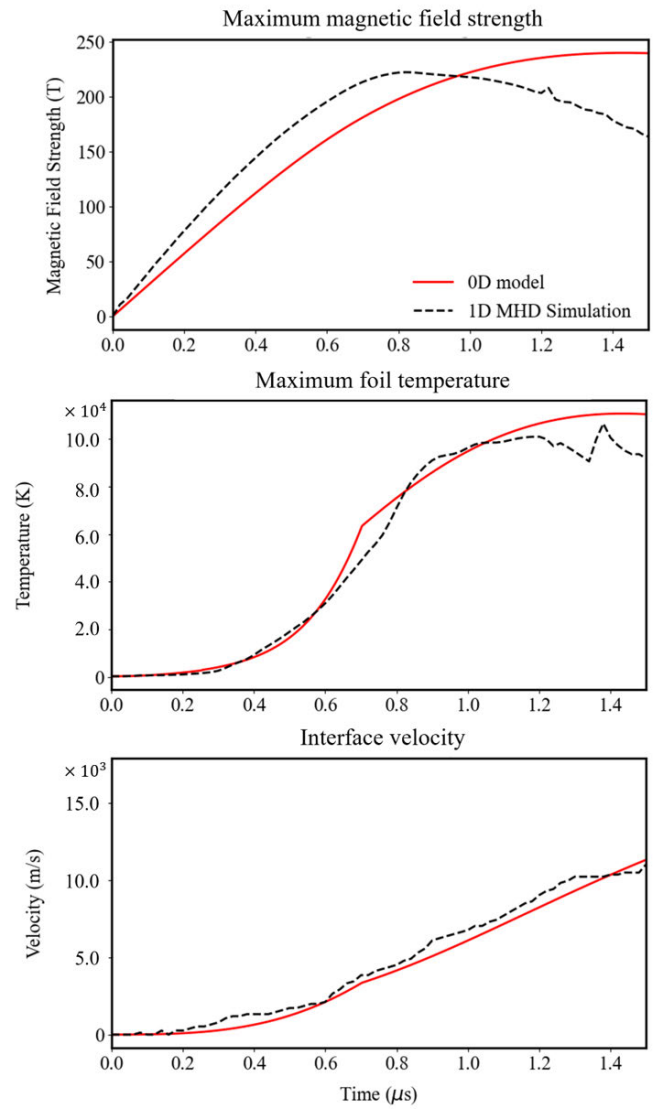 Maximum magnetic field strength
250
200
150
100
50
0
Magnetic Field Strength (T)
0D model
1D MHD Simulation
0.0 0.2 0.4 0.6 0.8 1.0 1.2 1.4
Maximum foil temperature
× 10⁴
10.0
8.0
6.0
4.0
2.0
0
Temperature (K)
0.0 0.2 0.4 0.6 0.8 1.0 1.2 1.4
Interface velocity
× 10³
15.0
10.0
5.0
0
Velocity (m/s)
0.0 0.2 0.4 0.6 0.8 1.0 1.2 1.4
Time (μs)